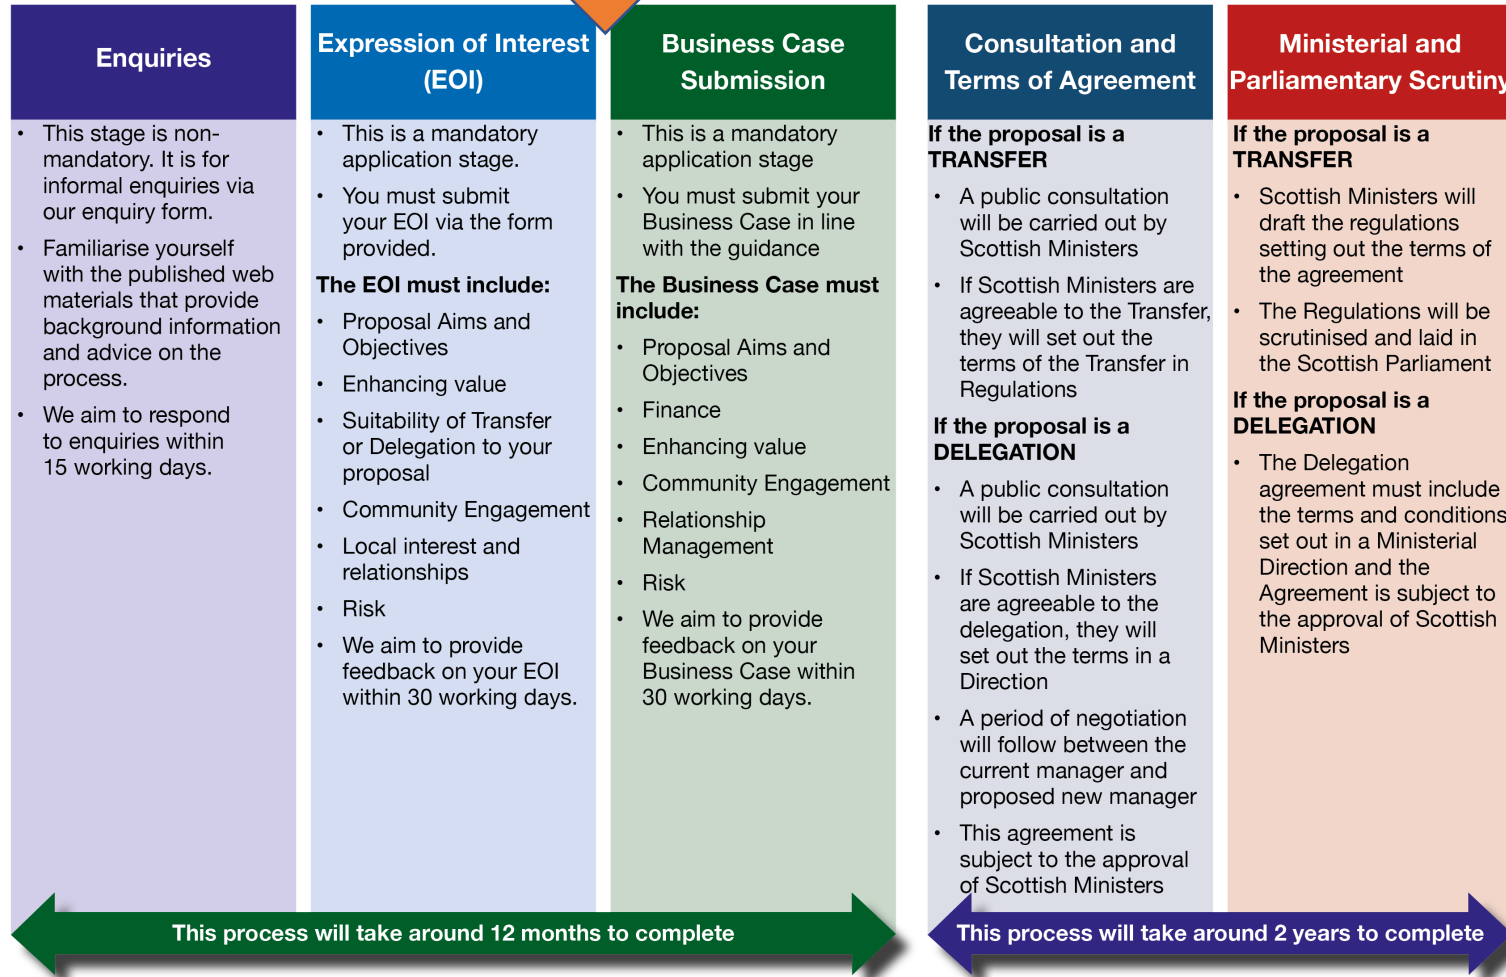 Enquiries
• This stage is non-
mandatory. It is for
informal enquiries via
our enquiry form.
• Familiarise yourself
with the published web
materials that provide
background information
and advice on the
process.
• We aim to respond
to enquiries within
15 working days.
Expression of Interest
(EOI)
• This is a mandatory
application stage.
• You must submit
your EOI via the form
provided.
The EOI must include:
• Proposal Aims and
Objectives
• Enhancing value
• Suitability of Transfer
or Delegation to your
proposal
• Community Engagement
• Local interest and
relationships
• Risk
• We aim to provide
feedback on your EOI
within 30 working days.
Business Case
Submission
• This is a mandatory
application stage
• You must submit your
Business Case in line
with the guidance
The Business Case must
include:
• Proposal Aims and
Objectives
• Finance
• Enhancing value
• Community Engagement
• Relationship
Management
• Risk
• We aim to provide
feedback on your
Business Case within
30 working days.
This process will take around 12 months to complete
Consultation and
Terms of Agreement
If the proposal is a
TRANSFER
• A public consultation
will be carried out by
Scottish Ministers
• If Scottish Ministers are
agreeable to the Transfer,
they will set out the
terms of the Transfer in
Regulations
If the proposal is a
DELEGATION
• A public consultation
will be carried out by
Scottish Ministers
• If Scottish Ministers
are agreeable to the
delegation, they will
set out the terms in a
Direction
• A period of negotiation
will follow between the
current manager and
proposed new manager
• This agreement is
subject to the approval
of Scottish Ministers
Ministerial and
Parliamentary Scrutiny
If the proposal is a
TRANSFER
• Scottish Ministers will
draft the regulations
setting out the terms of
the agreement
• The Regulations will be
scrutinised and laid in
the Scottish Parliament
If the proposal is a
DELEGATION
• The Delegation
agreement must include
the terms and conditions
set out in a Ministerial
Direction and the
Agreement is subject to
the approval of Scottish
Ministers
This process will take around 2 years to complete